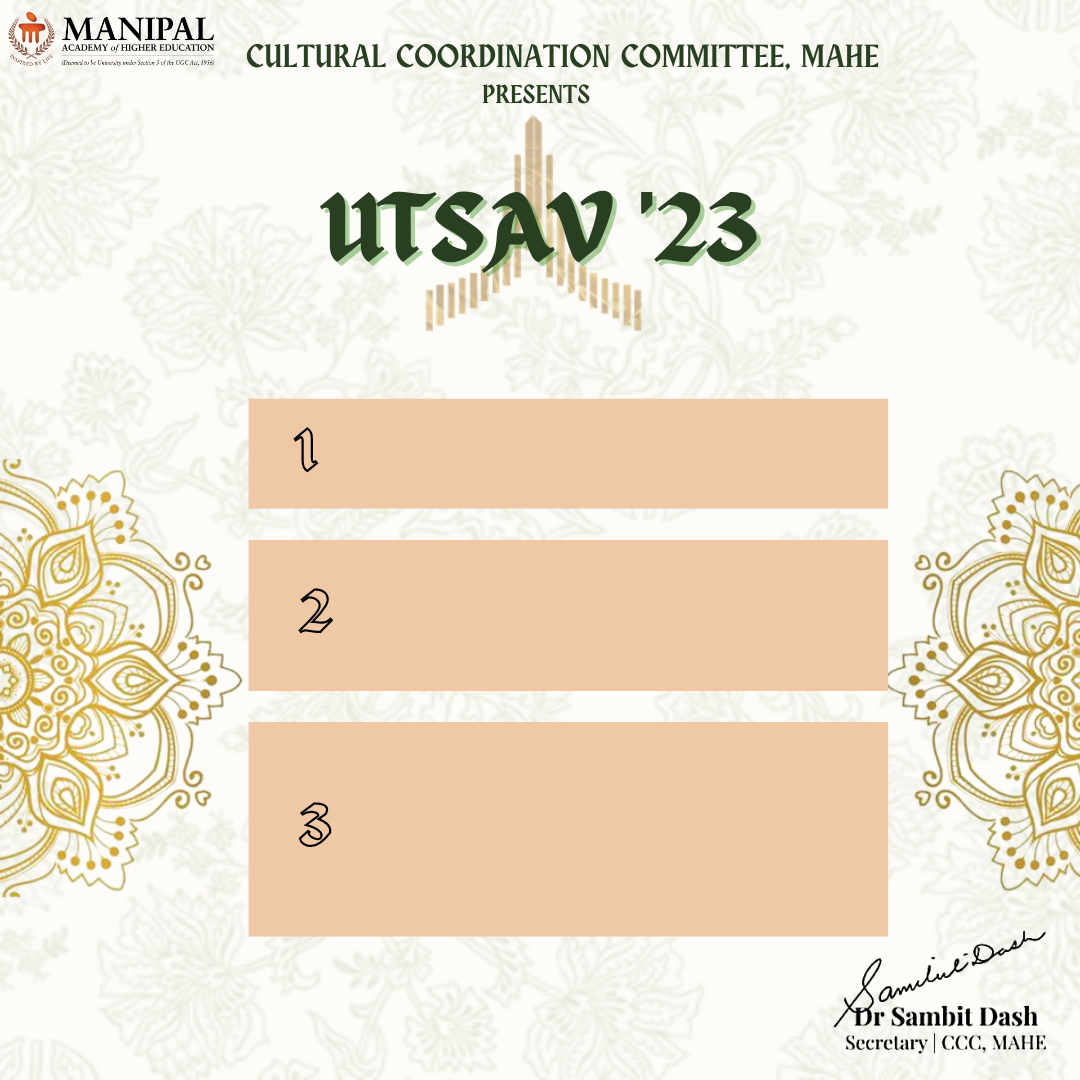 MANIPAL
ACADEMY of HIGHER EDUCATION
(Deemed to be University under Section 3 of the UGC Act, 1956)
INSPIRED BY LIFE
CULTURAL COORDINATION COMMITTEE, MAHE
PRESENTS
UTSAV '23
1
2
3
Sambit Dash
Dr Sambit Dash
Secretary | CCC, MAHE